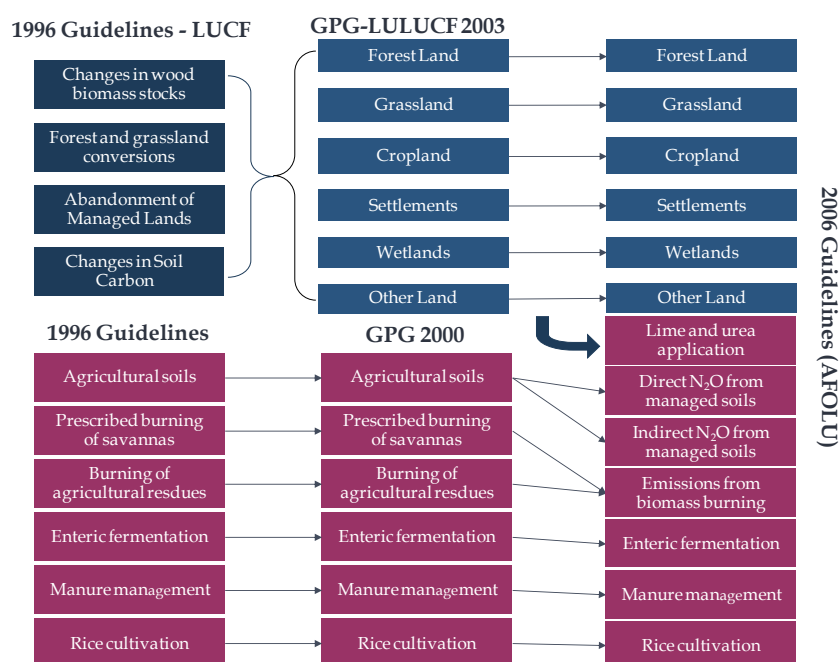 1996 Guidelines - LUCF
GPG-LULUCF 2003
Changes in wood
biomass stocks
Forest and grassland
conversions
Abandonment of
Managed Lands
Changes in Soil
Carbon
Forest Land
Grassland
Cropland
Settlements
Wetlands
Other Land
Forest Land
Grassland
Cropland
Settlements
Wetlands
Other Land
2006 Guidelines (AFOLU)
1996 Guidelines
GPG 2000
Agricultural soils
Prescribed burning
of savannas
Burning of
agricultural resdues
Enteric fermentation
Manure management
Rice cultivation
Agricultural soils
Prescribed burning
of savannas
Burning of
agricultural resdues
Enteric fermentation
Manure management
Rice cultivation
Lime and urea
application
Direct N₂O from
managed soils
Indirect N₂O from
managed soils
Emissions from
biomass burning
Enteric fermentation
Manure management
Rice cultivation